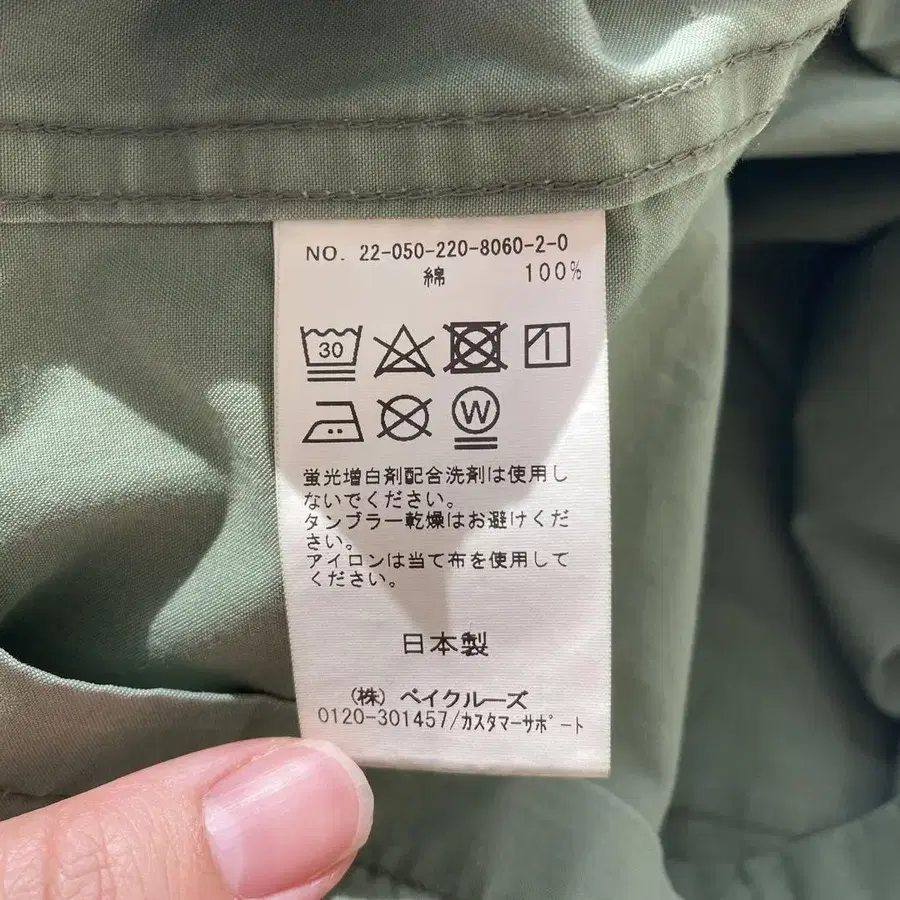 NO. 22-050-220-8060-2-0
綿 100%
30
W
蛍光増白剤配合洗剤は使用し
ないでください。
タンブラー乾燥はお避けくだ
さい。
アイロンは当て布を使用して
ください。
日本製
(株) ベイクルーズ
0120-301457/カスタマーサポート